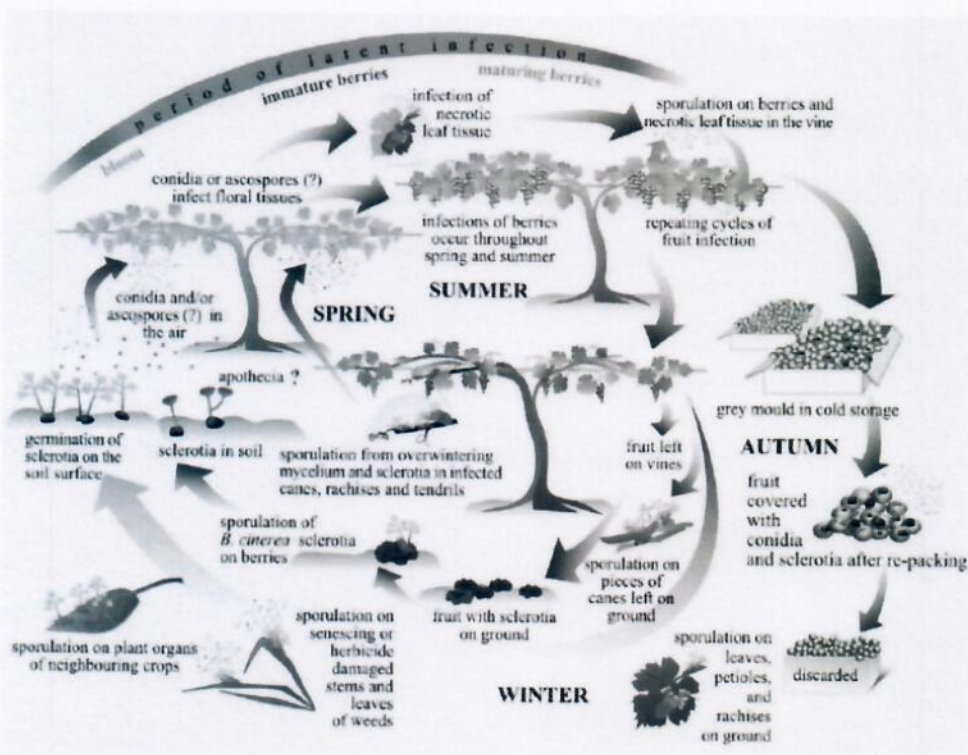 period of latent infection
bloom
immature berries
maturing berries
infection of
necrotic
leaf tissue
sporulation on berries and
necrotic leaf tissue in the vine
conidia or ascospores (?)
infect floral tissues
infections of berries
occur throughout
spring and summer
repeating cycles of
fruit infection
SUMMER
SPRING
conidia and/or
ascospores (?) in
the air
apothecia ?
germination of
sclerotia on the
soil surface
sclerotia in soil
sporulation from overwintering
mycelium and sclerotia in infected
canes, rachises and tendrils
fruit left
on vines
grey mould in cold storage
AUTUMN
fruit
covered
with
conidia
and sclerotia after re-packing
sporulation of
B. cinerea sclerotia
on berries
fruit with sclerotia
on ground
sporulation on
pieces of
canes left on
ground
sporulation on plant organs
of neighbouring crops
sporulation on
senescing or
herbicide
damaged
stems and
leaves
of weeds
WINTER
sporulation on
leaves,
petioles,
and
rachises
on ground
discarded